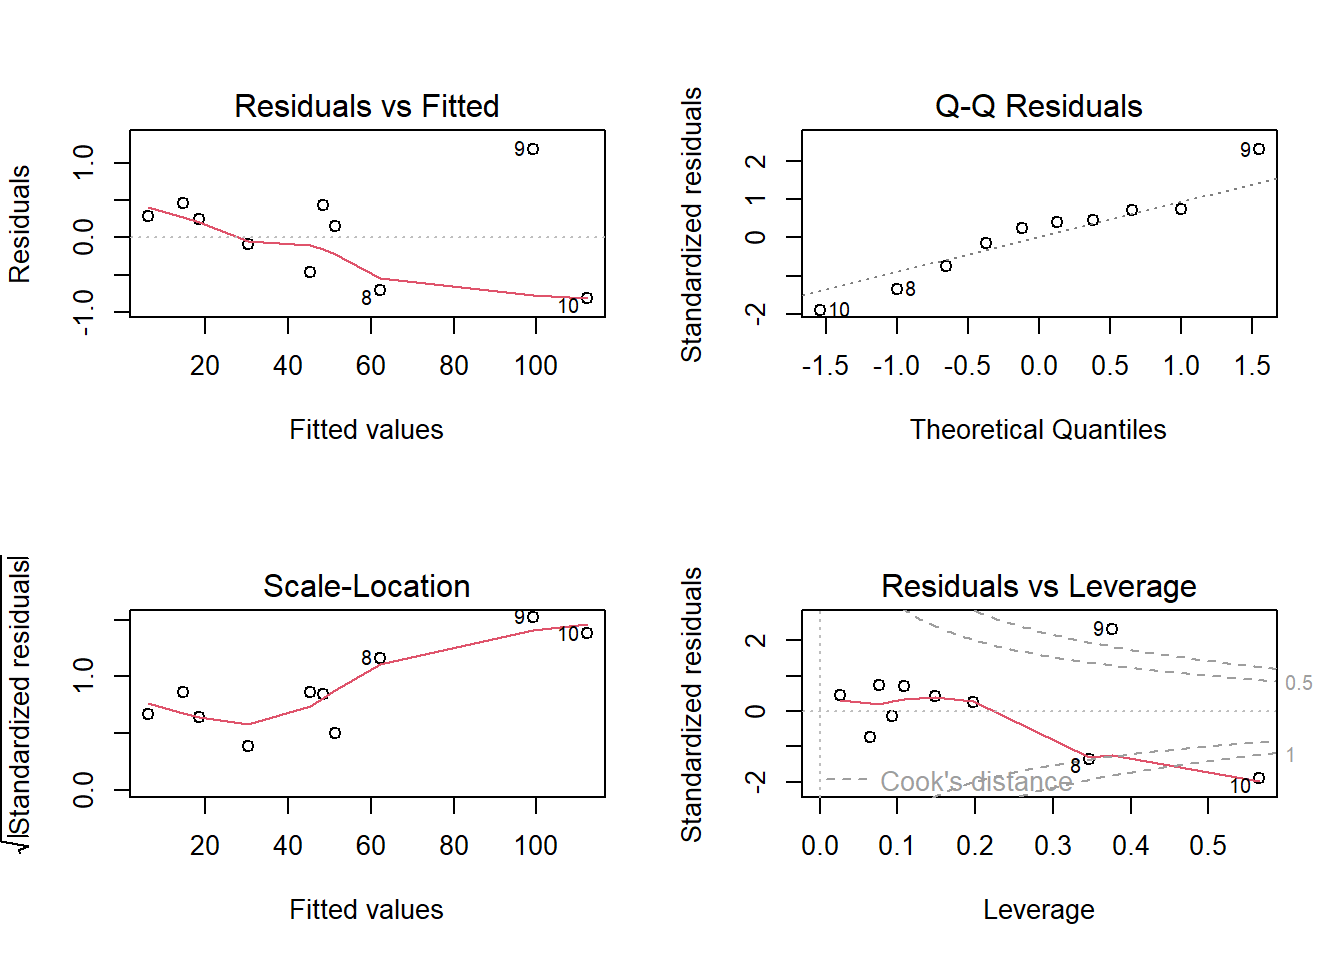 Residuals vs Fitted
Residuals
1.0
0.0
-1.0
9
8
10
20 40 60 80 100
Fitted values
Q-Q Residuals
Standardized residuals
2
1
0
-2
9
8
10
-1.5 -1.0 -0.5 0.0 0.5 1.0 1.5
Theoretical Quantiles
Scale-Location
√|Standardized residuals|
1.0
0.0
9
10
8
20 40 60 80 100
Fitted values
Residuals vs Leverage
Standardized residuals
2
0
-2
9
8
10
0.5
1
Cook's distance
0.0 0.1 0.2 0.3 0.4 0.5
Leverage